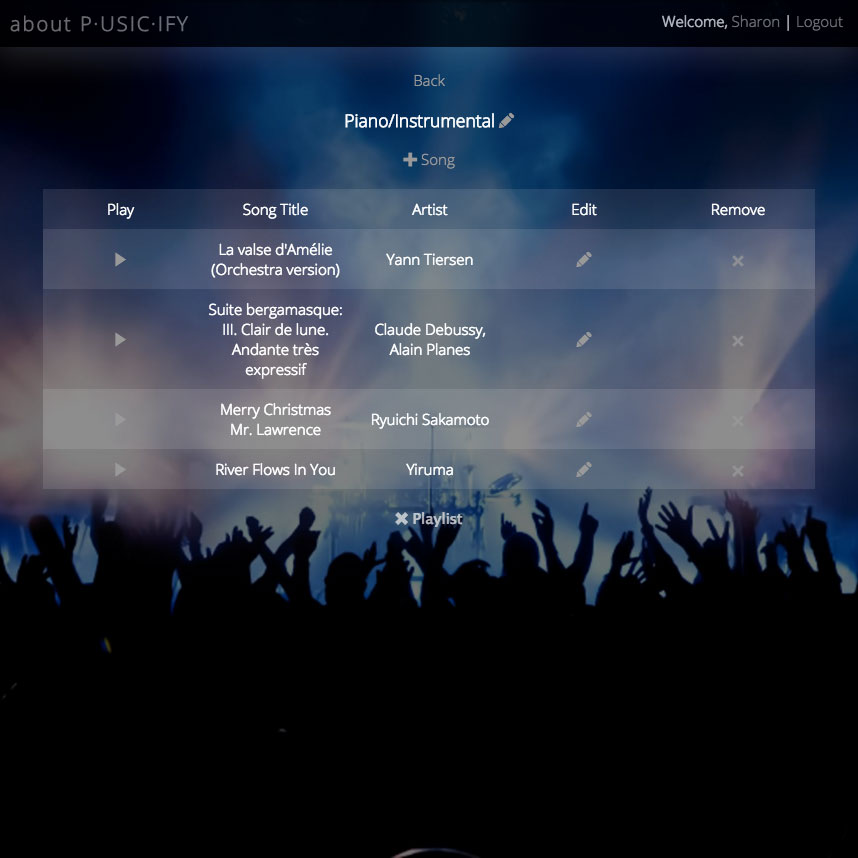 about P·USIC·IFY
Welcome, Sharon | Logout
Back
Piano/Instrumental
Song
Play Song Title Artist Edit Remove
La valse d'Amélie
(Orchestra version)
Yann Tiersen
Suite bergamasque:
III. Clair de lune.
Andante très
expressif
Claude Debussy,
Alain Planes
Merry Christmas
Mr. Lawrence
Ryuichi Sakamoto
River Flows In You Yiruma
Playlist